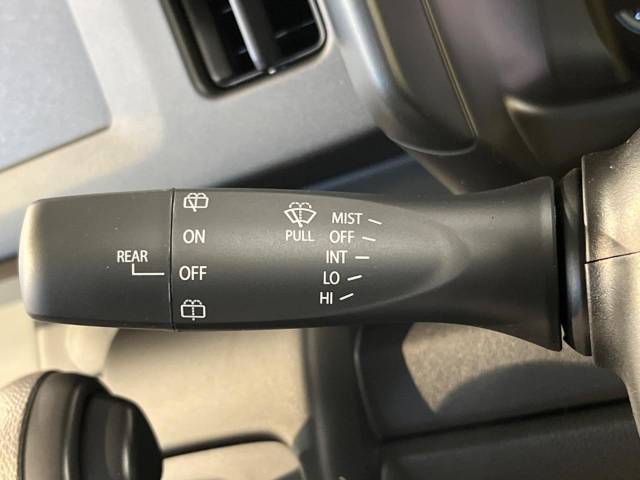 REAR
ON
OFF
PULL
MIST
OFF
INT
LO
HI